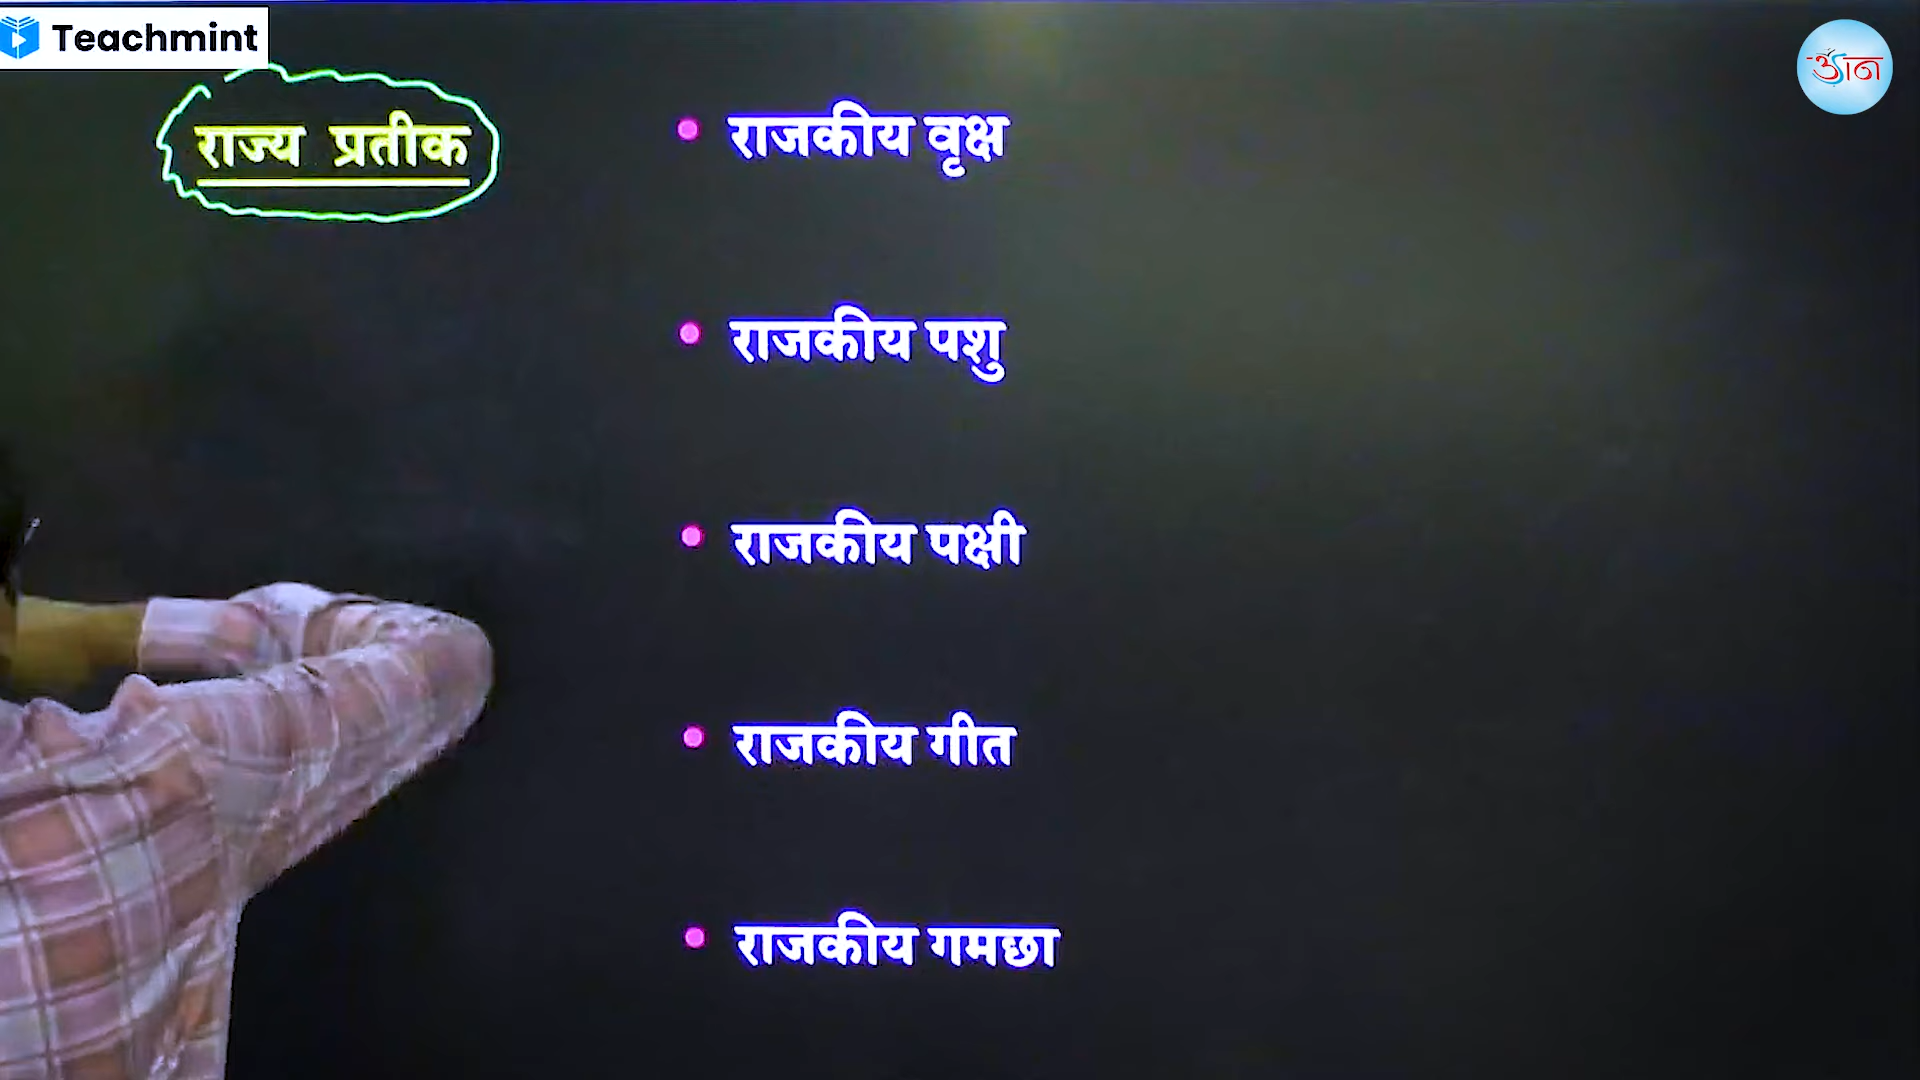 Teachmint
राज्य प्रतीक
राजकीय वृक्ष
राजकीय पशु
राजकीय पक्षी
राजकीय गीत
राजकीय गमछा